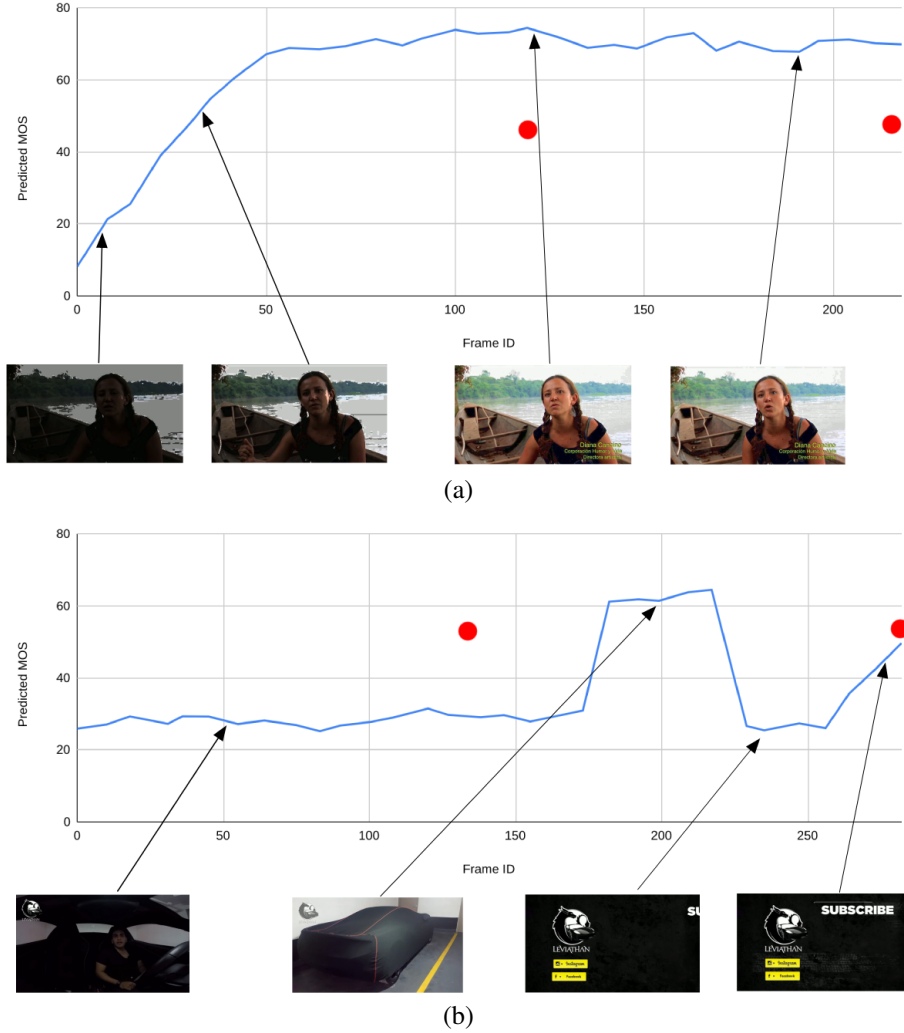 80
60
40
20
0
Predicted MOS
0
50
100
150
200
Frame ID
Diana
Corporación
Directora
(a)
80
60
40
20
0
Predicted MOS
0
50
100
150
200
250
Frame ID
LEVIATHAN
Instagram
Facebook
SU
LEVIATHAN
Instagram
Facebook
SUBSCRIBE
(b)